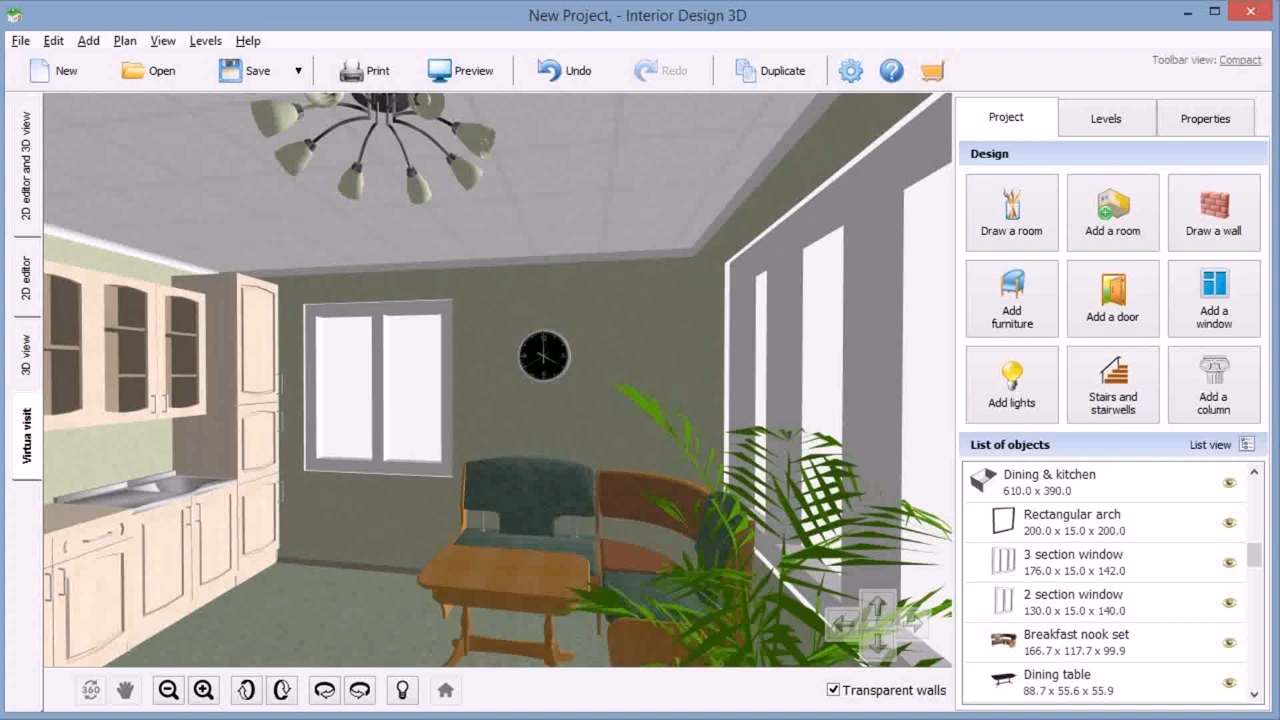 New Project, - Interior Design 3D
File Edit Add Plan View Levels Help
New Open Save Print Preview Undo Redo Duplicate
Toolbar view: Compact
2D editor and 3D view
2D editor
3D view
Virtua visit
Project Levels Properties
Design
Draw a room
Add a room
Draw a wall
Add
furniture
Add a door
Add a
window
Add lights
Stairs and
stairwells
Add a
column
List of objects List view
Dining & kitchen
610.0 x 390.0
Rectangular arch
200.0 x 15.0 x 200.0
3 section window
176.0 x 15.0 x 142.0
2 section window
130.0 x 15.0 x 140.0
Breakfast nook set
166.7 x 117.7 x 99.9
Dining table
88.7 x 55.6 x 55.9
360
Transparent walls